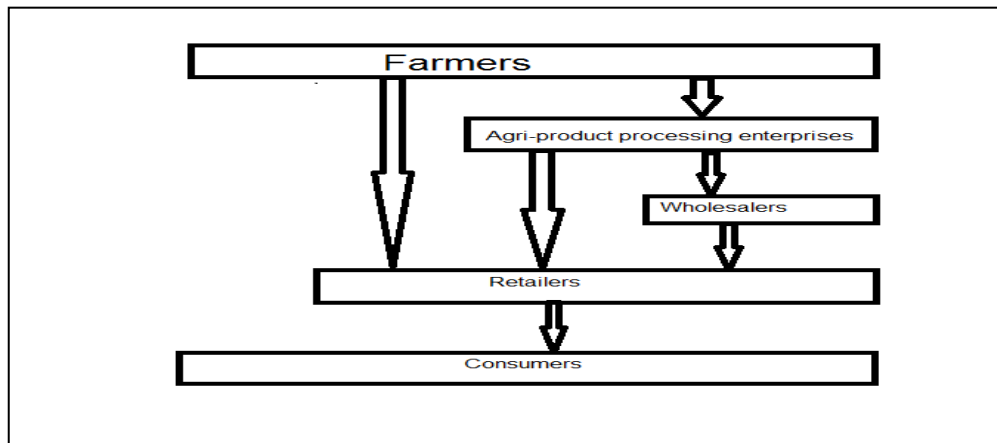 Farmers
Agri-product processing enterprises
Wholesalers
Retailers
Consumers